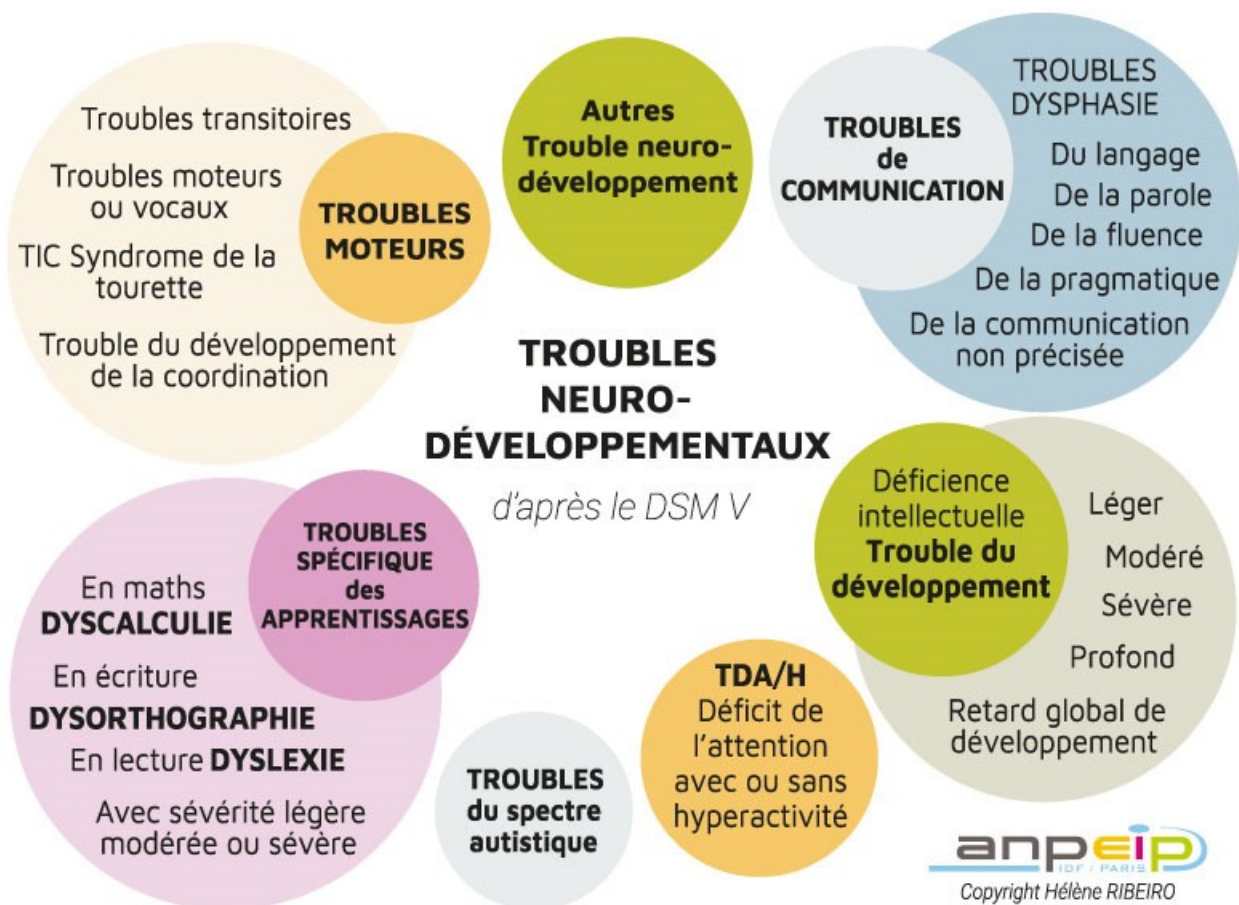 Troubles transitoires
Troubles moteurs
ou vocaux
TIC Syndrome de la
tourette
Trouble du développement
de la coordination
TROUBLES
MOTEURS
Autres
Trouble neuro-
développement
TROUBLES
de
COMMUNICATION
TROUBLES
DYSPHASIE
Du langage
De la parole
De la fluence
De la pragmatique
De la communication
non précisée
TROUBLES
NEURO-
DÉVELOPPEMENTAUX
d'après le DSM V
TROUBLES
SPÉCIFIQUE
des
APPRENTISSAGES
En maths
DYSCALCULIE
En écriture
DYSORTHOGRAPHIE
En lecture DYSLEXIE
Avec sévérité légère
modérée ou sévère
TROUBLES
du spectre
autistique
TDA/H
Déficit de
l'attention
avec ou sans
hyperactivité
Déficience
intellectuelle
Trouble du
développement
Léger
Modéré
Sévère
Profond
Retard global de
développement
anpeip
IDF / PARIS
Copyright Hélène RIBEIRO